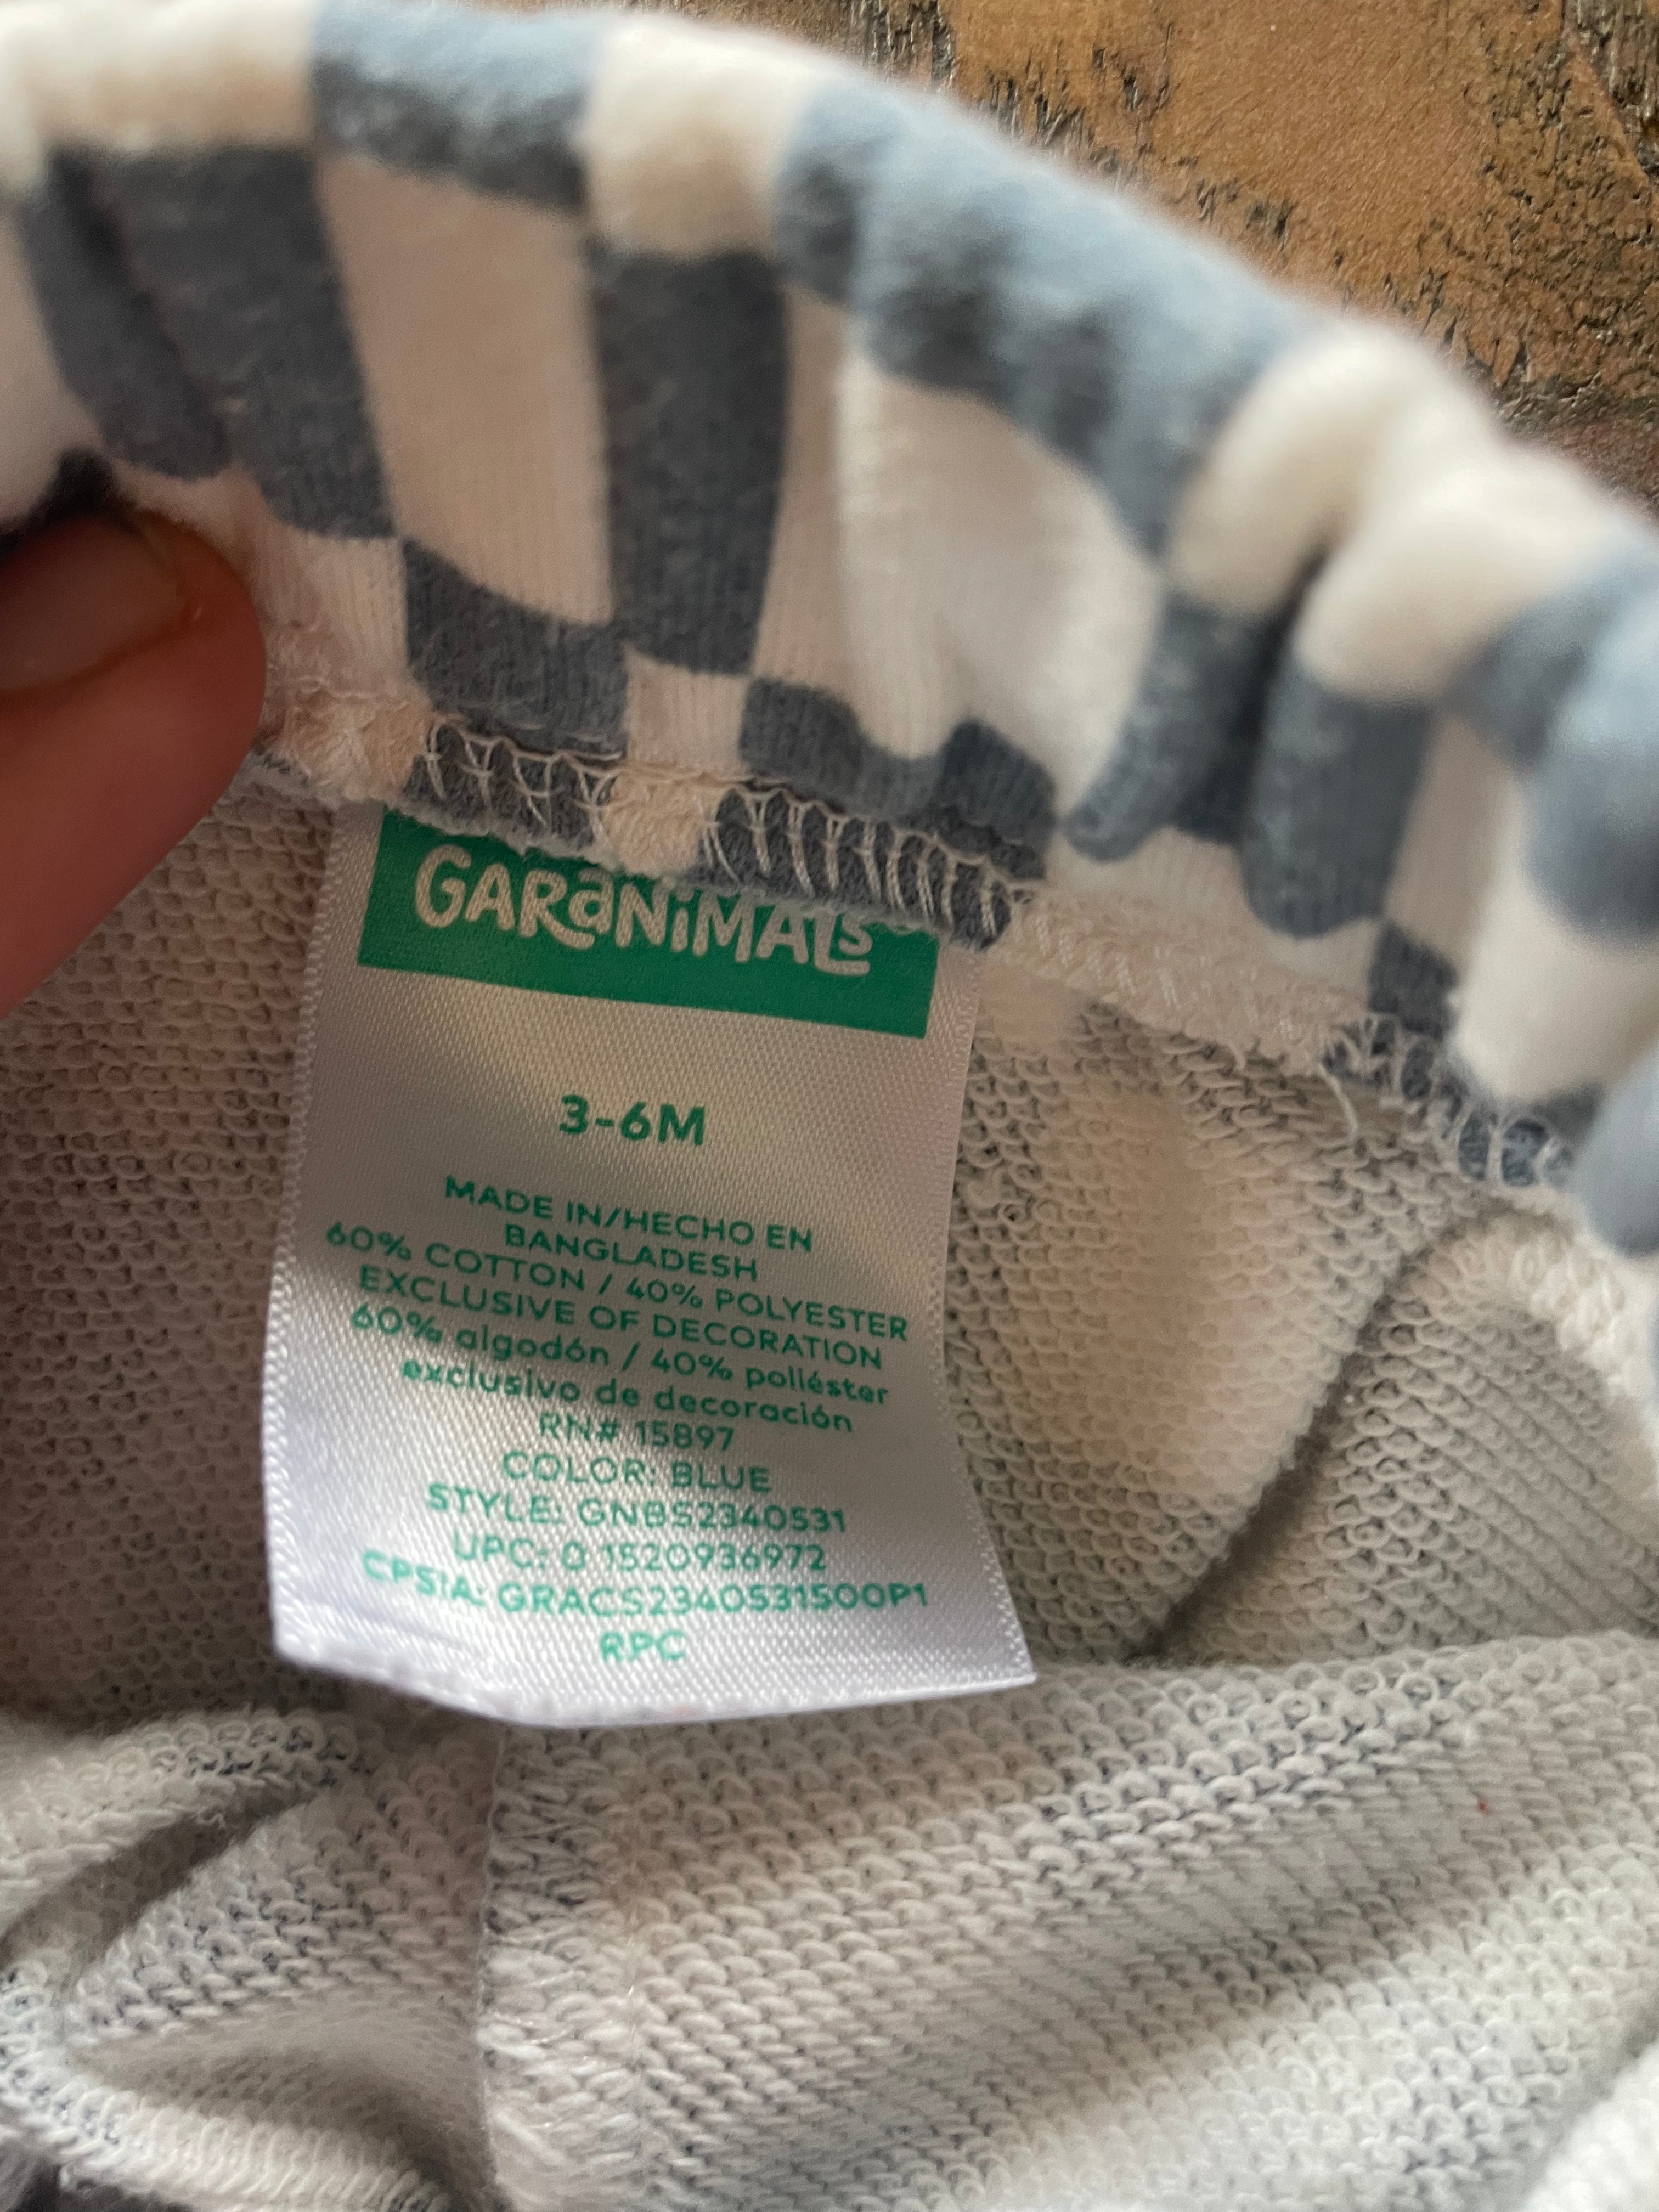 GARaNiMALS
3-6M
MADE IN/HECHO EN
BANGLADESH
60% COTTON / 40% POLYESTER
EXCLUSIVE OF DECORATION
60% algodón / 40% poliéster
exclusivo de decoración
RN# 15897
COLOR: BLUE
STYLE: GNBS2340531
UPC: 0 1520936972
CPSIA: GRACS2340531500P1
RPC